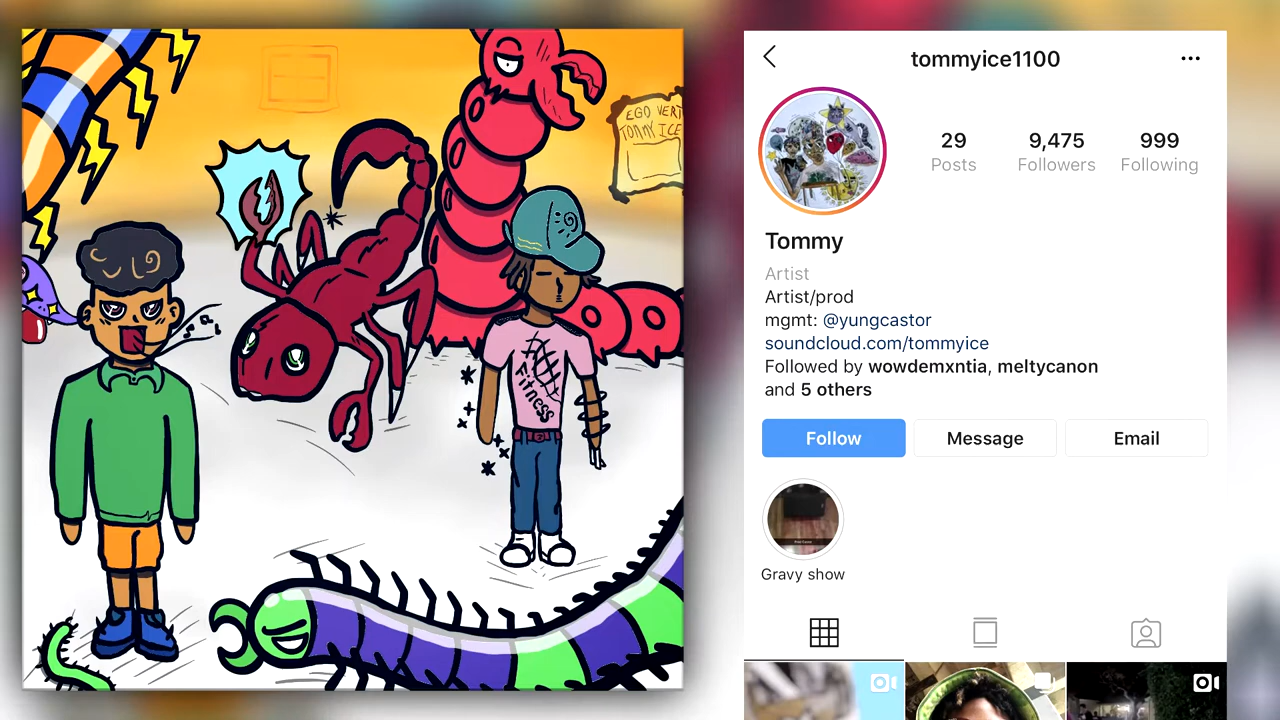 EGO VERT
TOMMY ICE
Fitness
tommyice1100
29
9,475
999
Posts
Followers
Following
Tommy
Artist
Artist/prod
mgmt: @yungcastor
soundcloud.com/tommyice
Followed by wowdemxntia, meltycanon
and 5 others
Follow
Message
Email
Gravy show